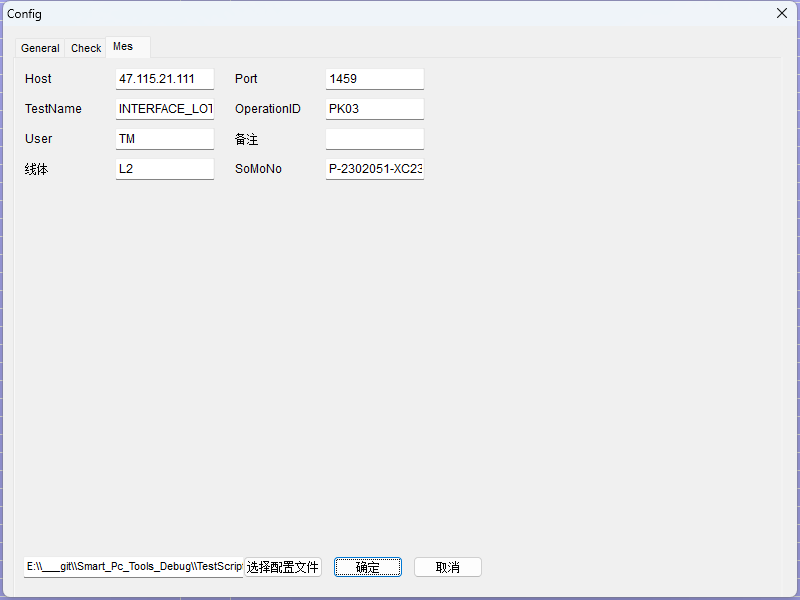 Config
General Check Mes
Host 47.115.21.111 Port 1459
TestName INTERFACE_LOT OperationID PK03
User TM 备注
线体 L2 SoMoNo P-2302051-XC23
E:\\___git\\Smart_Pc_Tools_Debug\\TestScript 选择配置文件 确定 取消